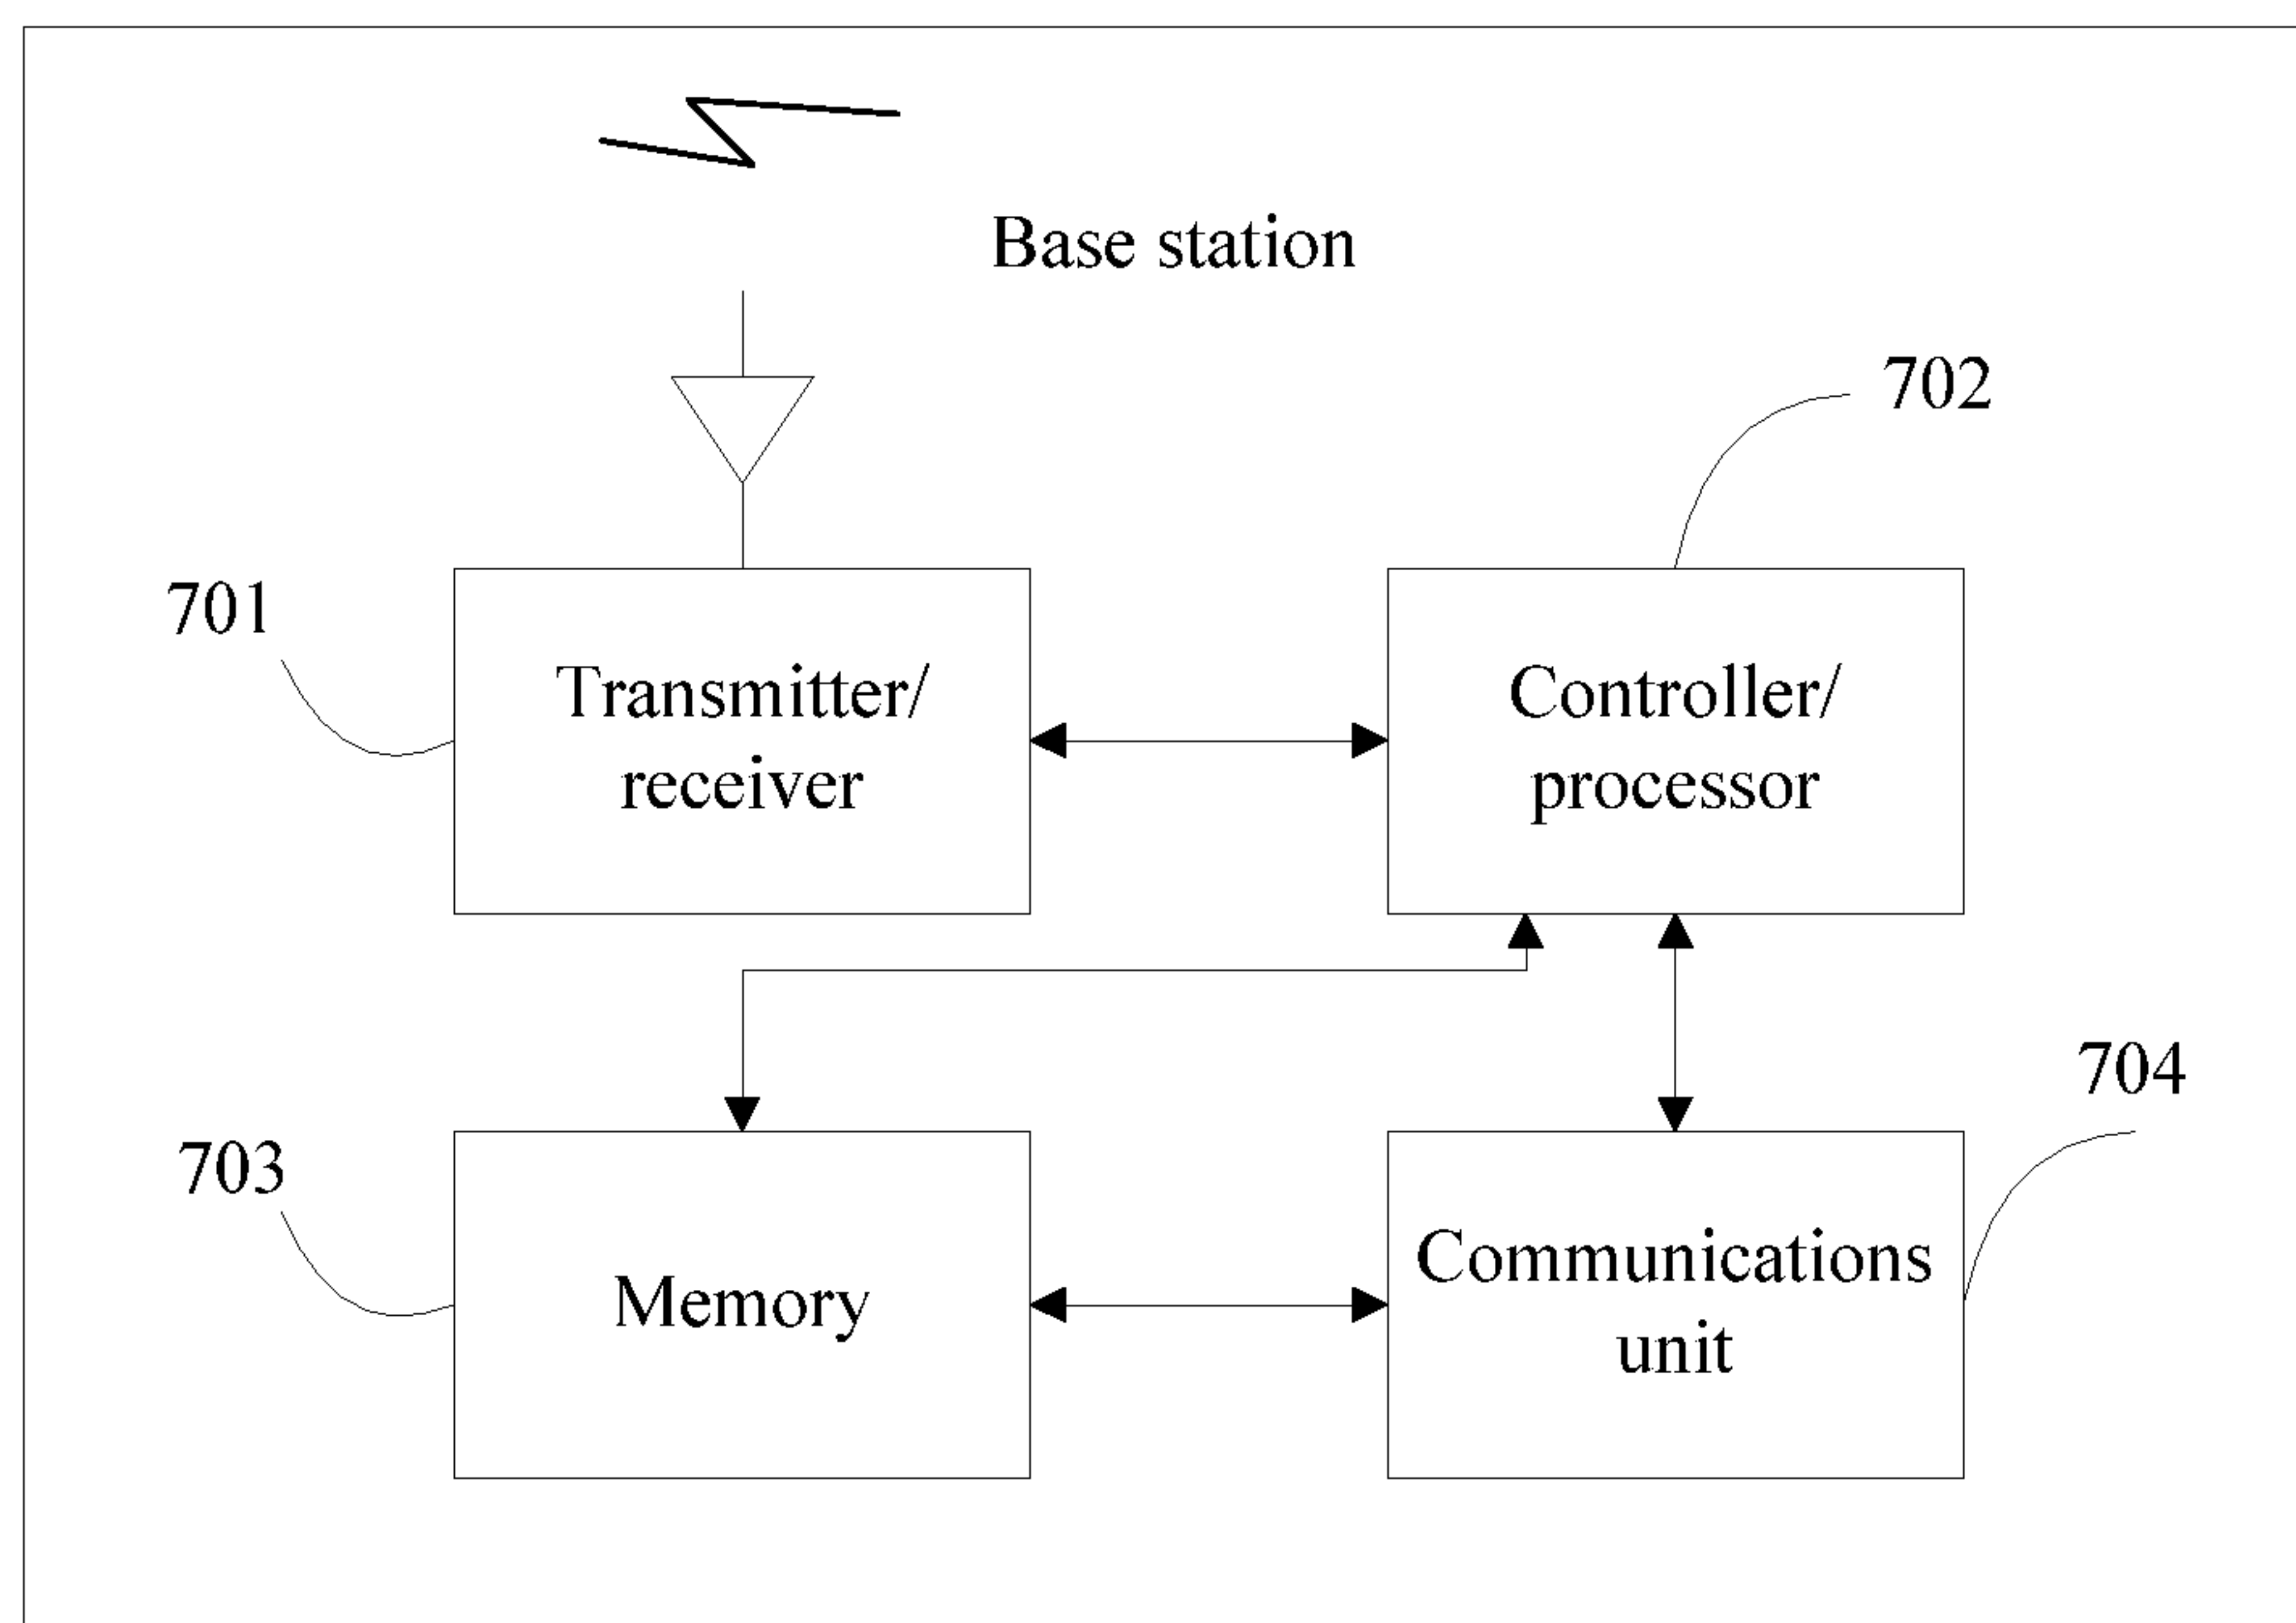 Base station
702
701
Transmitter/
receiver
Controller/
processor
704
703
Memory
Communications
unit